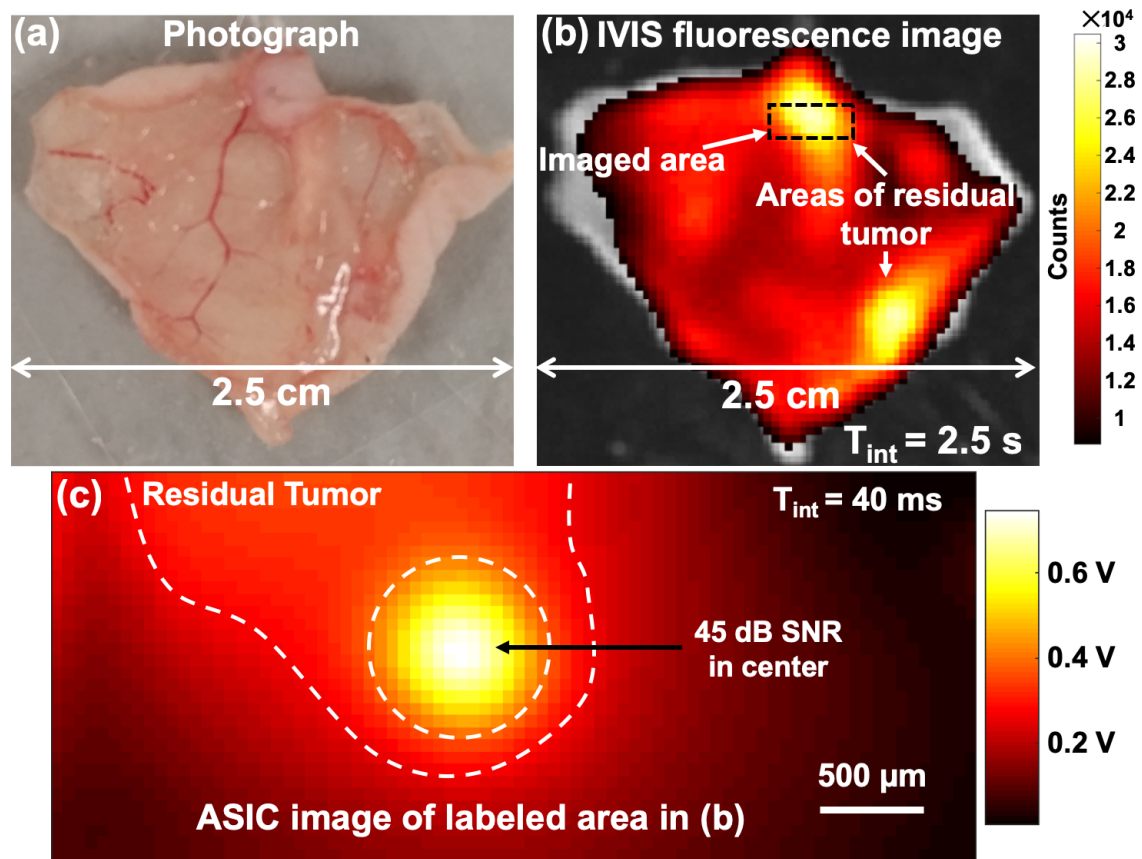 (a) Photograph
2.5 cm
(b) IVIS fluorescence image
Imaged area
Areas of residual
tumor
2.5 cm
T_int = 2.5 s
×10⁴
3
2.8
2.6
2.4
2.2
2
1.8
1.6
1.4
1.2
1
Counts
(c) Residual Tumor
T_int = 40 ms
45 dB SNR
in center
500 µm
ASIC image of labeled area in (b)
0.6 V
0.4 V
0.2 V